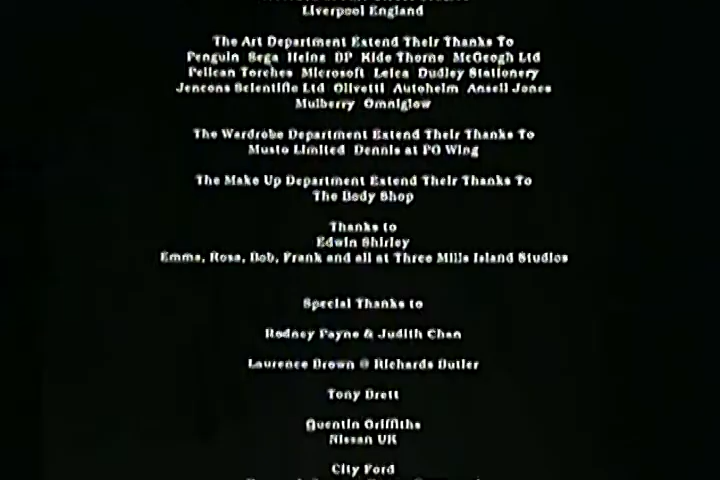 Liverpool England
The Art Department Extend Their Thanks To
Penguin Sega Heinz BP Kide Thorne McGeogh Ltd
Pelican Torches Microsoft Leica Dudley Stationery
Jencons Scientific Ltd Olivetti Autohelm Ansell Jones
Mulberry Omniglow
The Wardrobe Department Extend Their Thanks To
Musto Limited Dennis at PO Wing
The Make Up Department Extend Their Thanks To
The Body Shop
Thanks to
Edwin Shirley
Emma, Rosa, Bob, Frank and all at Three Mills Island Studios
Special Thanks to
Rodney Payne & Judith Chan
Laurence Brown @ Richards Butler
Tony Brett
Quentin Griffiths
Nissan UK
City Ford